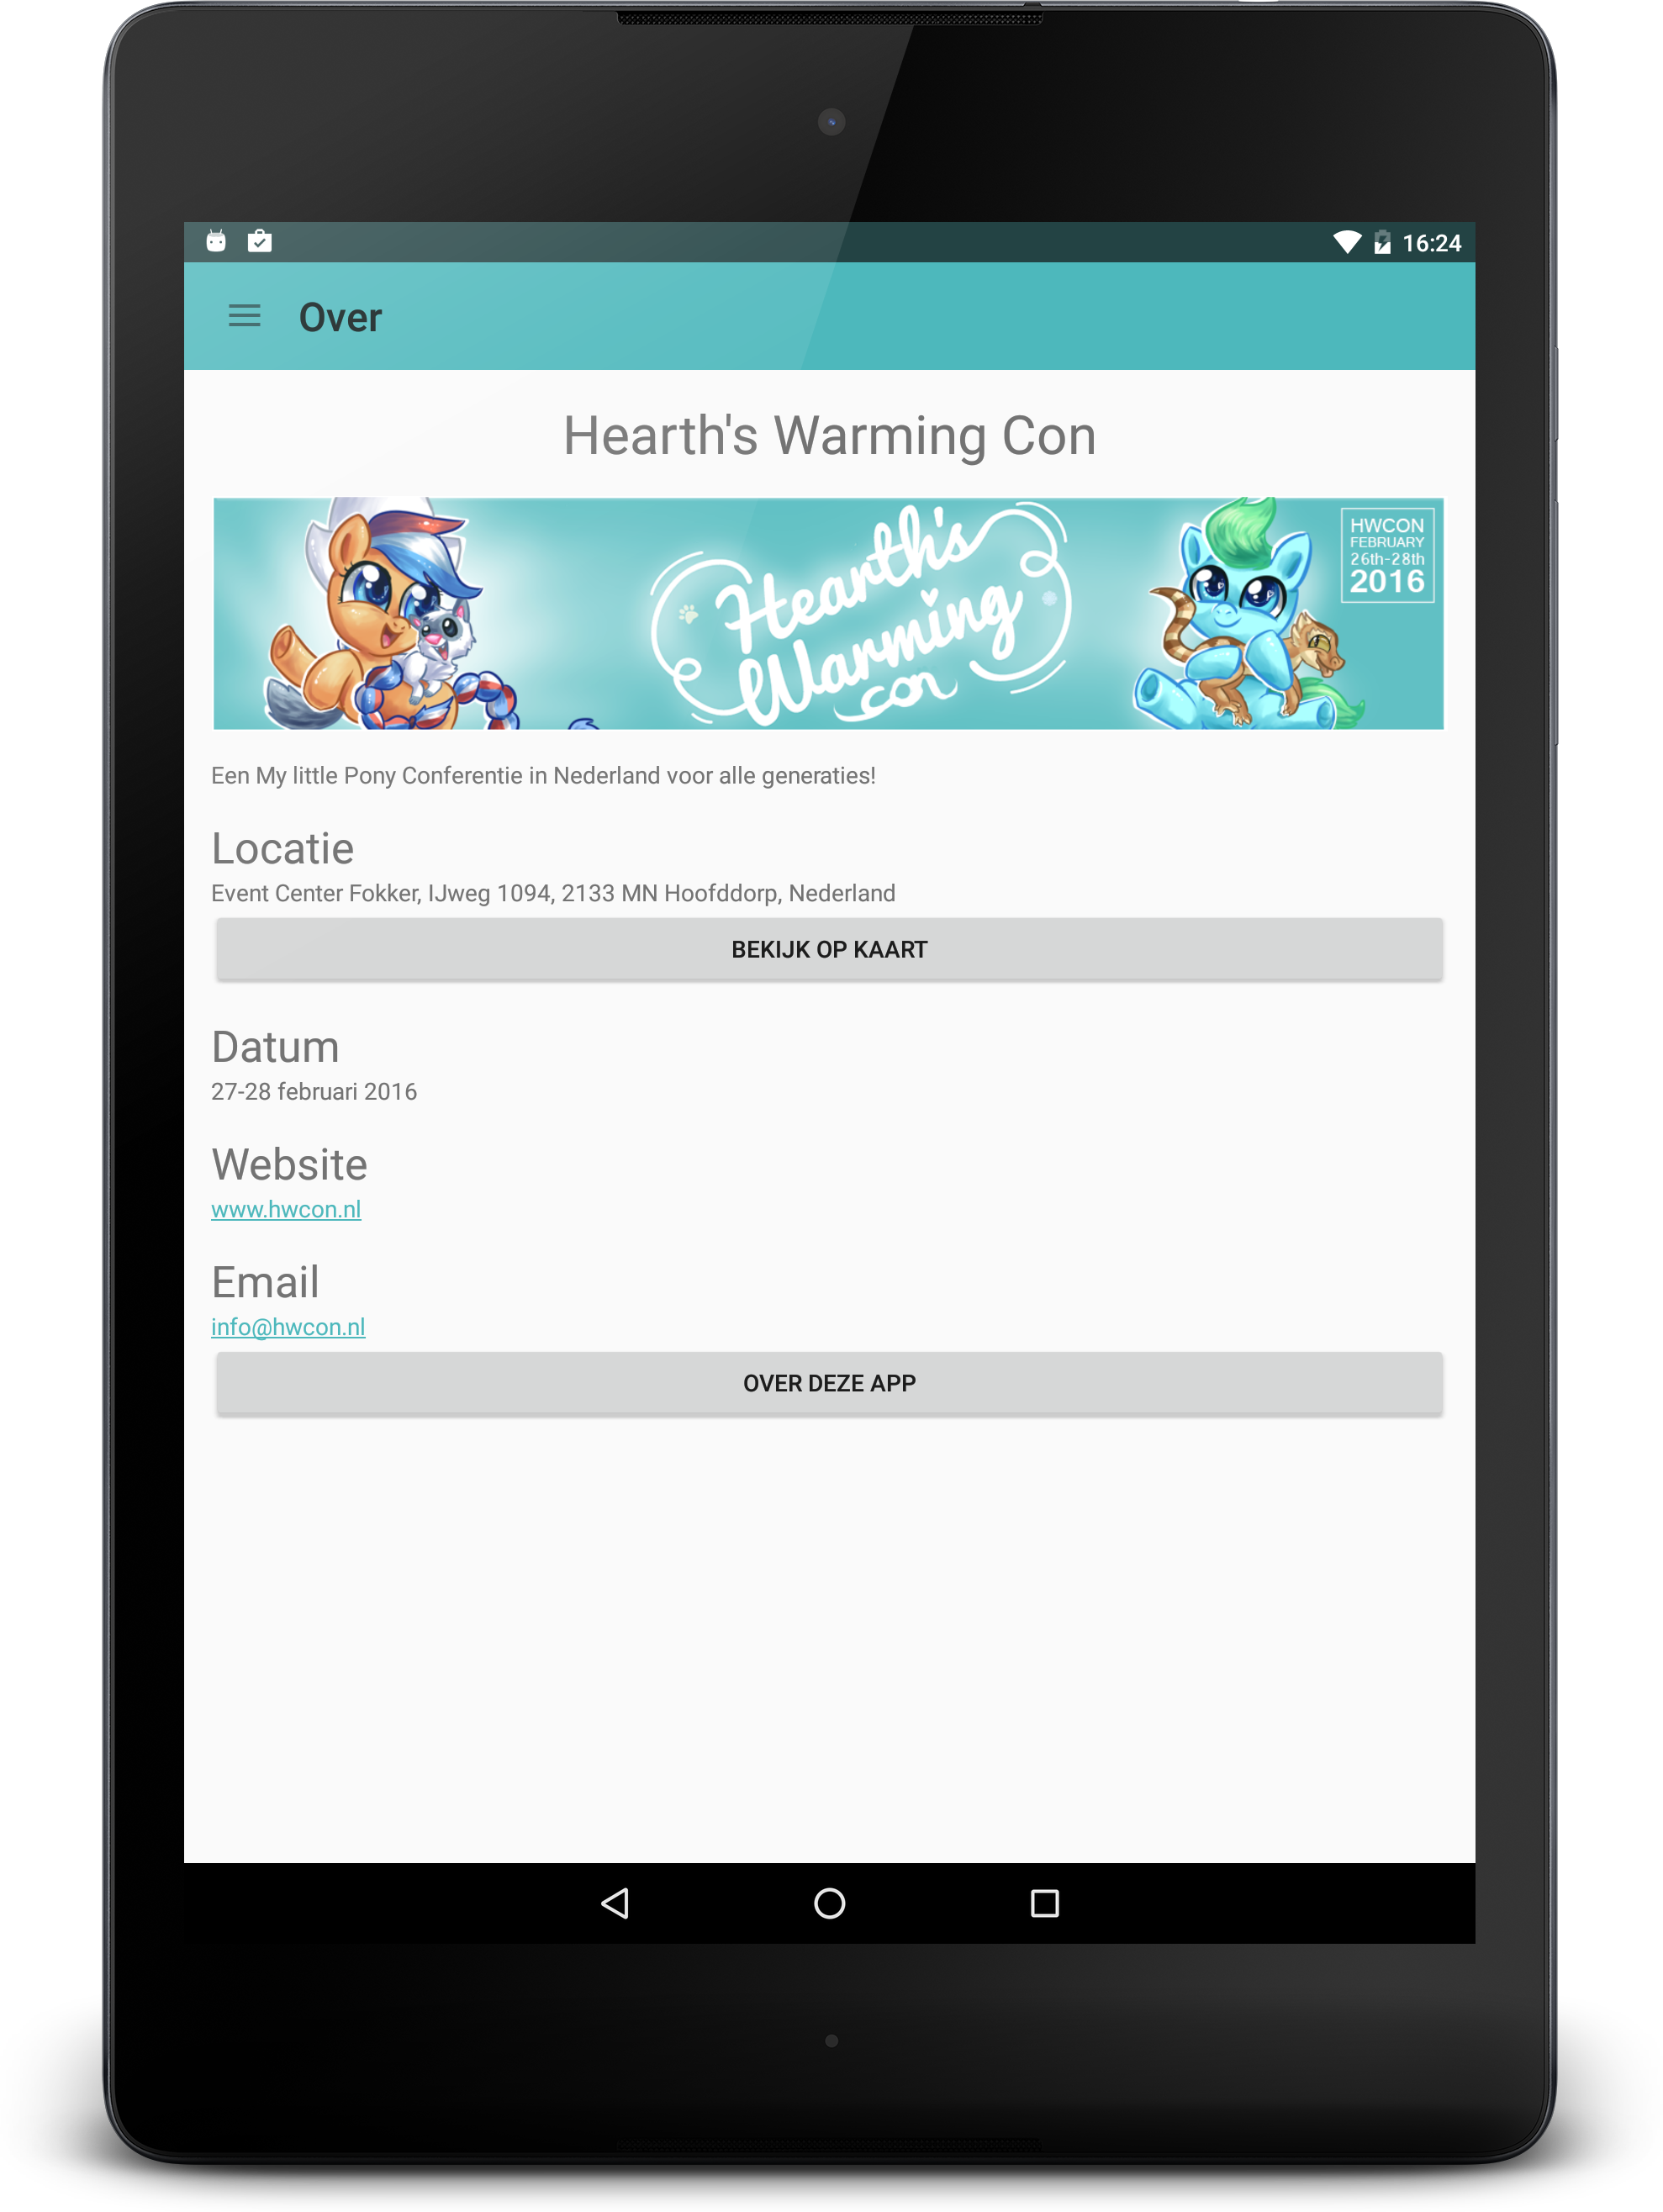 16:24
Over
Hearth's Warming Con
Hearth's
Warming
con
HWCON
FEBRUARY
26th-28th
2016
Een My little Pony Conferentie in Nederland voor alle generaties!
Locatie
Event Center Fokker, IJweg 1094, 2133 MN Hoofddorp, Nederland
BEKIJK OP KAART
Datum
27-28 februari 2016
Website
www.hwcon.nl
Email
info@hwcon.nl
OVER DEZE APP